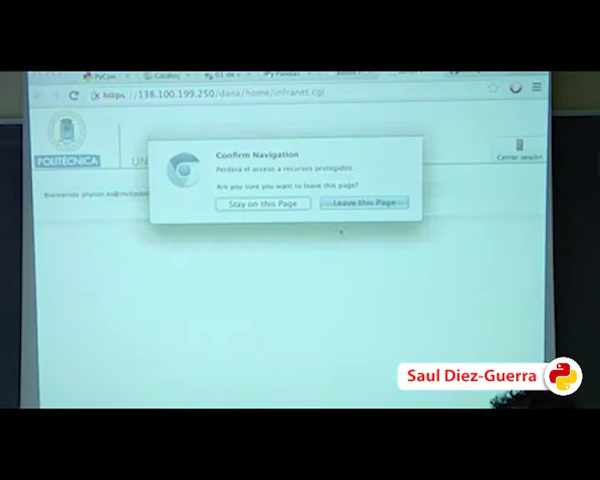 PyCon
https://138.100.199.250/dana/home/infranet.cgi
POLITÉCNICA
UN
Cerrar sesión
Confirm Navigation
Perderá el acceso a recursos protegidos.
Are you sure you want to leave this page?
Stay on this Page
Leave this Page
Saul Diez-Guerra